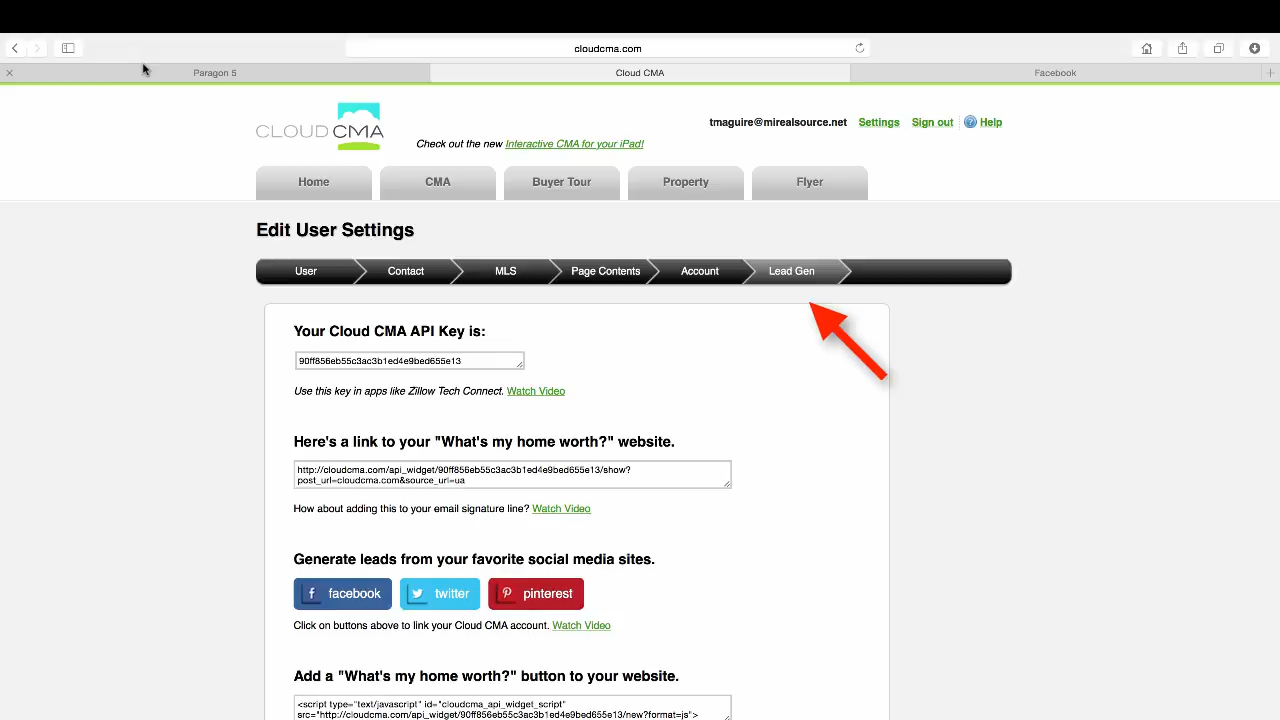 cloudcma.com
Paragon 5
Cloud CMA
Facebook
CLOUD CMA
Check out the new Interactive CMA for your iPad!
tmaguire@mirealsource.net Settings Sign out Help
Home CMA Buyer Tour Property Flyer
Edit User Settings
User Contact MLS Page Contents Account Lead Gen
Your Cloud CMA API Key is:
90ff856eb55c3ac3b1ed4e9bed655e13
Use this key in apps like Zillow Tech Connect. Watch Video
Here's a link to your "What's my home worth?" website.
http://cloudcma.com/api_widget/90ff856eb55c3ac3b1ed4e9bed655e13/show?
post_url=cloudcma.com&source_url=ua
How about adding this to your email signature line? Watch Video
Generate leads from your favorite social media sites.
facebook twitter pinterest
Click on buttons above to link your Cloud CMA account. Watch Video
Add a "What's my home worth?" button to your website.
<script type="text/javascript" id="cloudcma_api_widget_script"
src="http://cloudcma.com/api_widget/90ff856eb55c3ac3b1ed4e9bed655e13/new?format=js">